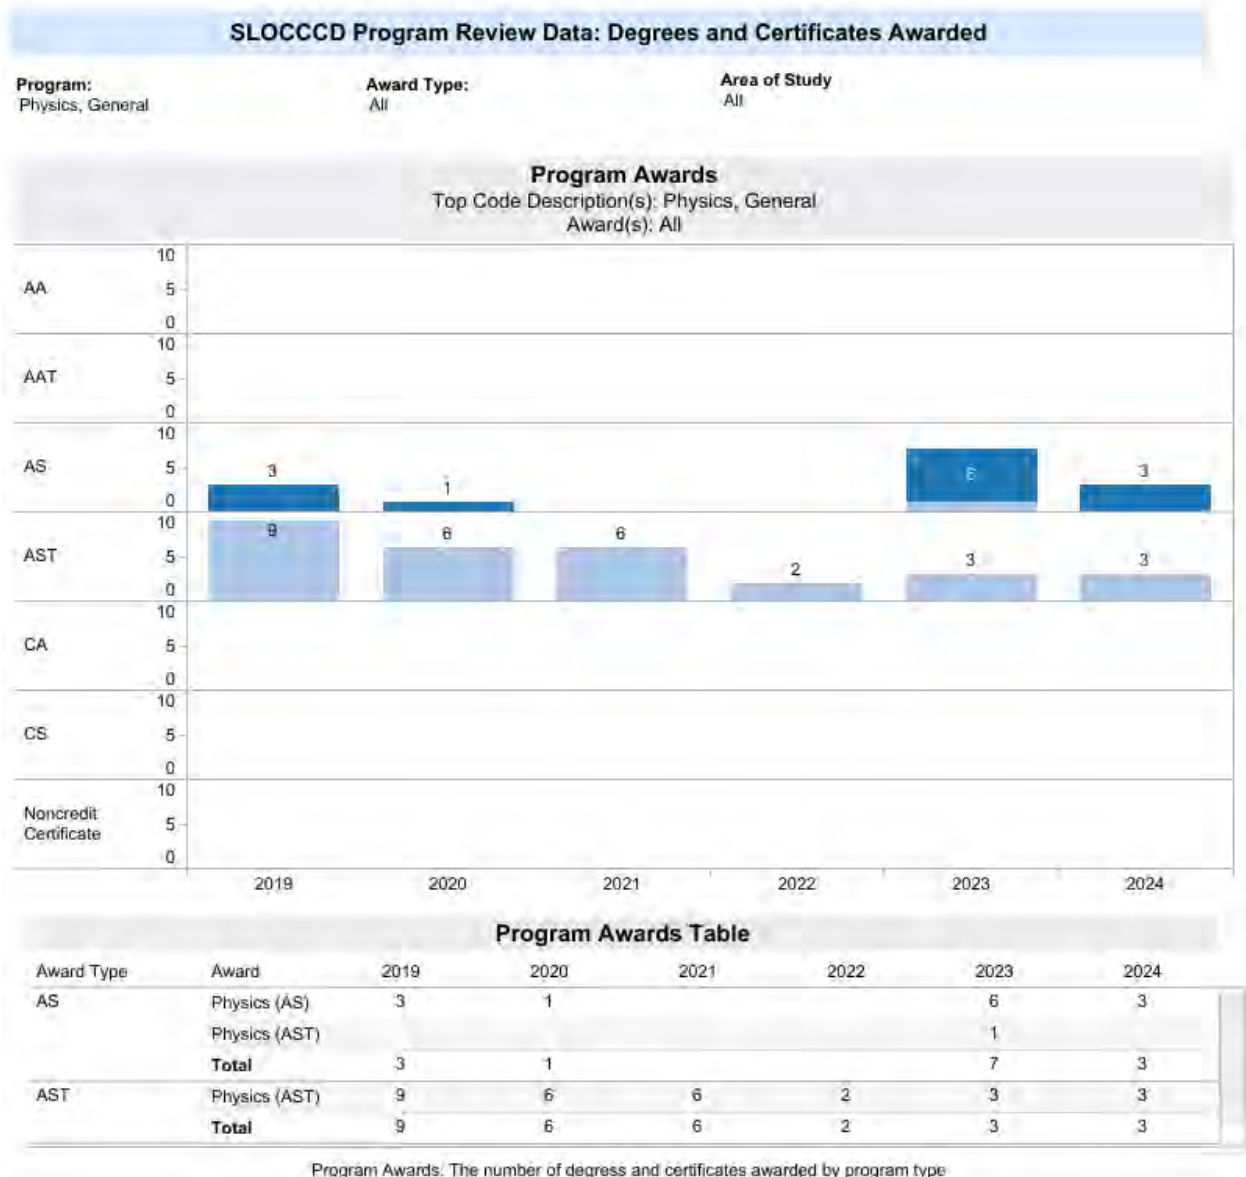 SLOCCCD Program Review Data: Degrees and Certificates Awarded
Program: Award Type: Area of Study
Physics, General All All
Program Awards
Top Code Description(s): Physics, General
Award(s): All
10
AA 5
0
10
AAT 5
0
10
AS 5 3 1 6 3
0
10 9
AST 5 6 6 2 3 3
0
10
CA 5
0
10
CS 5
0
10
Noncredit
Certificate 5
0
2019 2020 2021 2022 2023 2024
Program Awards Table
Award Type Award 2019 2020 2021 2022 2023 2024
AS Physics (AS) 3 1 6 3
Physics (AST) 1
Total 3 1 7 3
AST Physics (AST) 9 6 6 2 3 3
Total 9 6 6 2 3 3
Program Awards. The number of degress and certificates awarded by program type